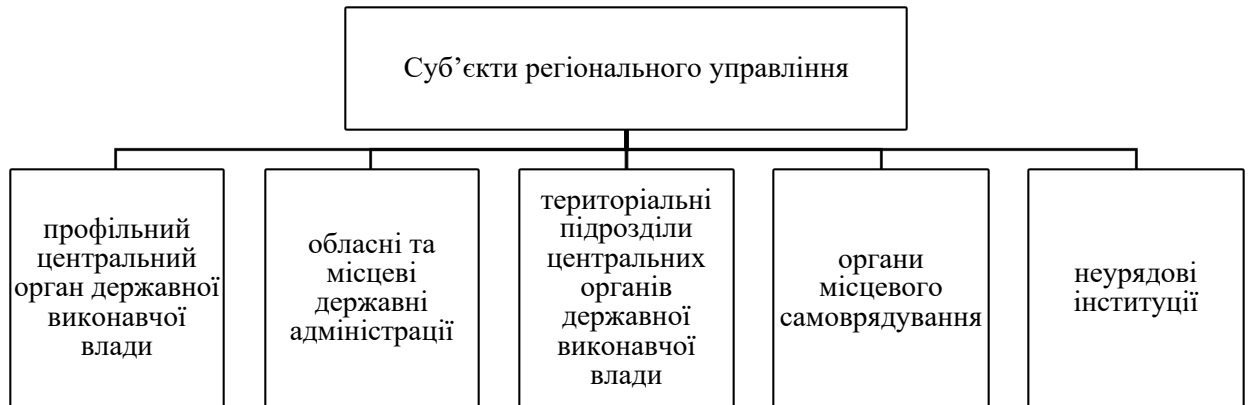 Суб’єкти регіонального управління
профільний
центральний
орган державної
виконавчої
влади
обласні та
місцеві
державні
адміністрації
територіальні
підрозділи
центральних
органів
державної
виконавчої
влади
органи
місцевого
самоврядування
неурядові
інституції